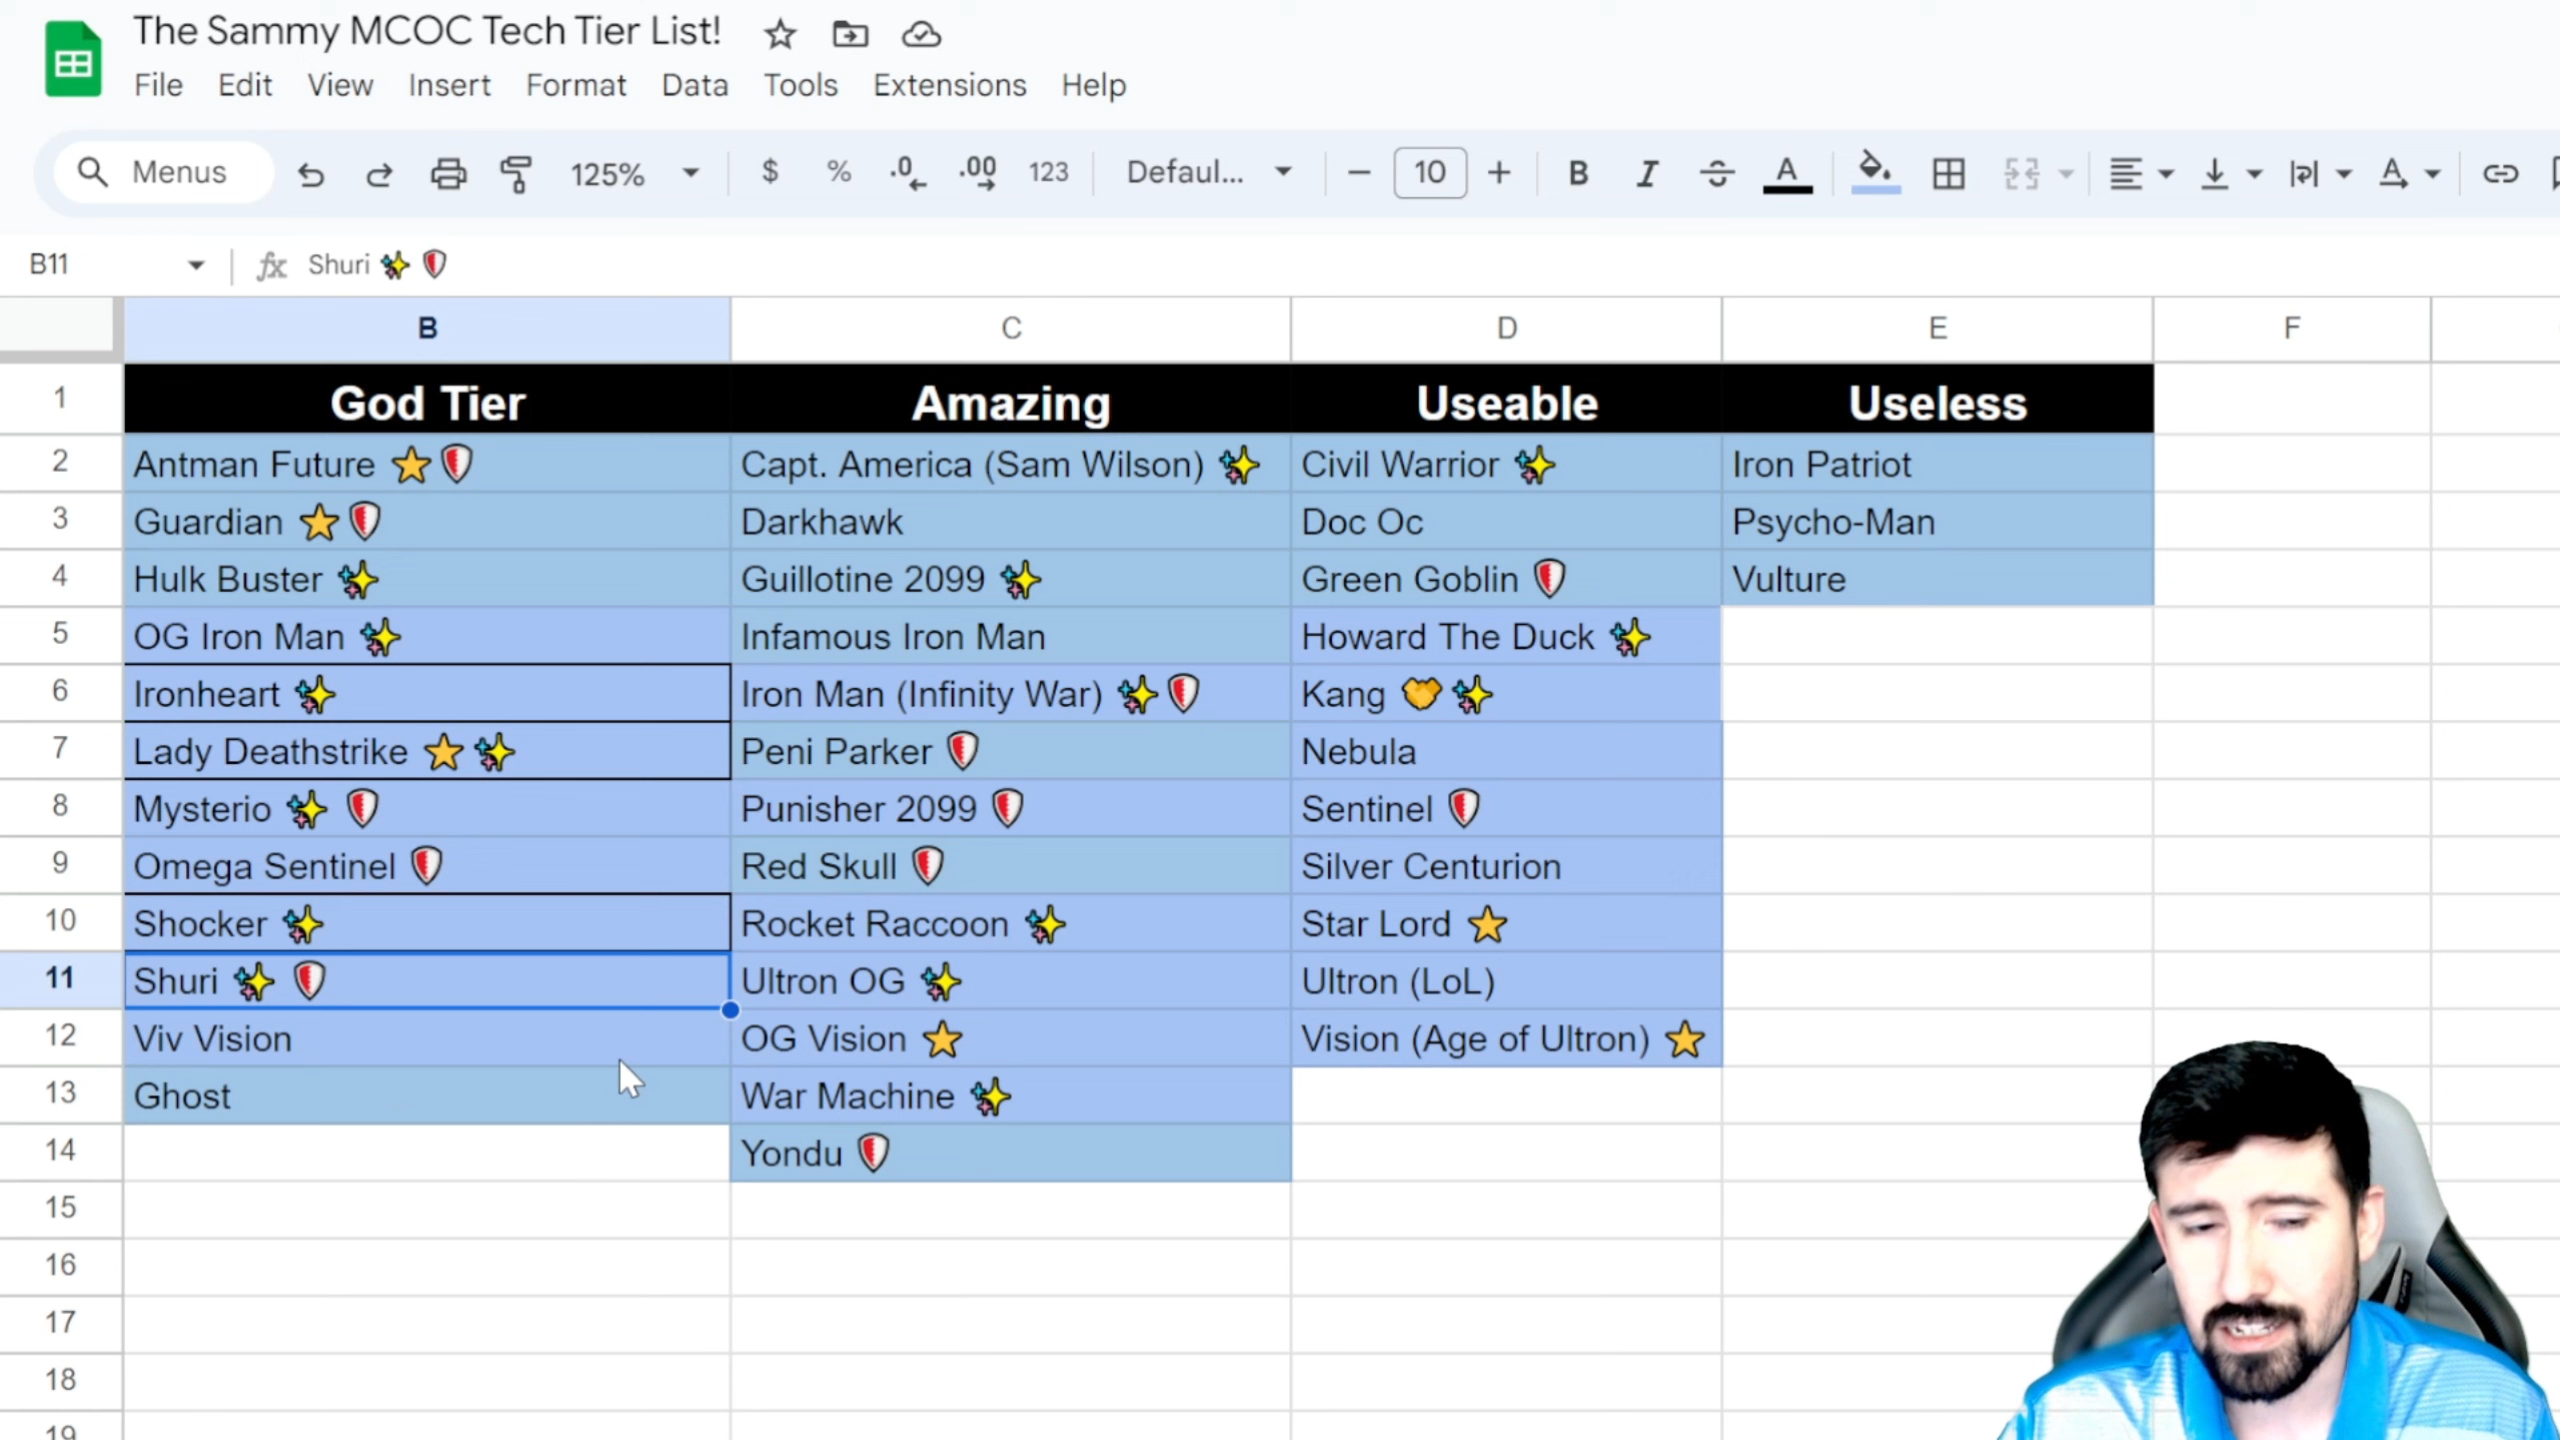 The Sammy MCOC Tech Tier List!
File Edit View Insert Format Data Tools Extensions Help
Menus 125% $ % .0 .00 123 Defaul... 10 B I A A
B11 fx Shuri ✨ 🛡
B C D E F
1 God Tier Amazing Useable Useless
2 Antman Future ⭐🛡 Capt. America (Sam Wilson) ✨ Civil Warrior ✨ Iron Patriot
3 Guardian ⭐🛡 Darkhawk Doc Oc Psycho-Man
4 Hulk Buster ✨ Guillotine 2099 ✨ Green Goblin 🛡 Vulture
5 OG Iron Man ✨ Infamous Iron Man Howard The Duck ✨
6 Ironheart ✨ Iron Man (Infinity War) ✨🛡 Kang 🤝✨
7 Lady Deathstrike ⭐✨ Peni Parker 🛡 Nebula
8 Mysterio ✨ 🛡 Punisher 2099 🛡 Sentinel 🛡
9 Omega Sentinel 🛡 Red Skull 🛡 Silver Centurion
10 Shocker ✨ Rocket Raccoon ✨ Star Lord ⭐
11 Shuri ✨ 🛡 Ultron OG ✨ Ultron (LoL)
12 Viv Vision OG Vision ⭐ Vision (Age of Ultron) ⭐
13 Ghost War Machine ✨
14 Yondu 🛡
15
16
17
18
19